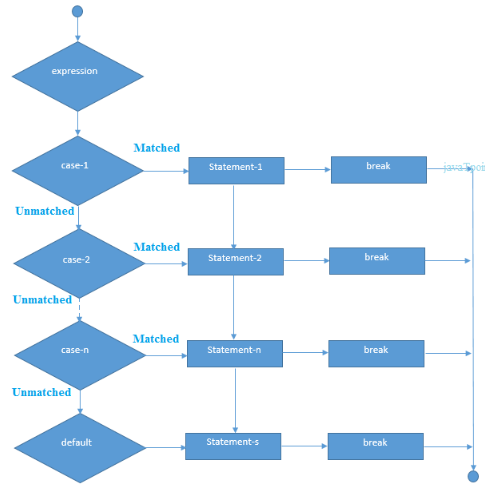 expression
Matched
case-1
Statement-1
break
javaTpoi
Unmatched
Matched
case-2
Statement-2
break
Unmatched
Matched
case-n
Statement-n
break
Unmatched
default
Statement-s
break